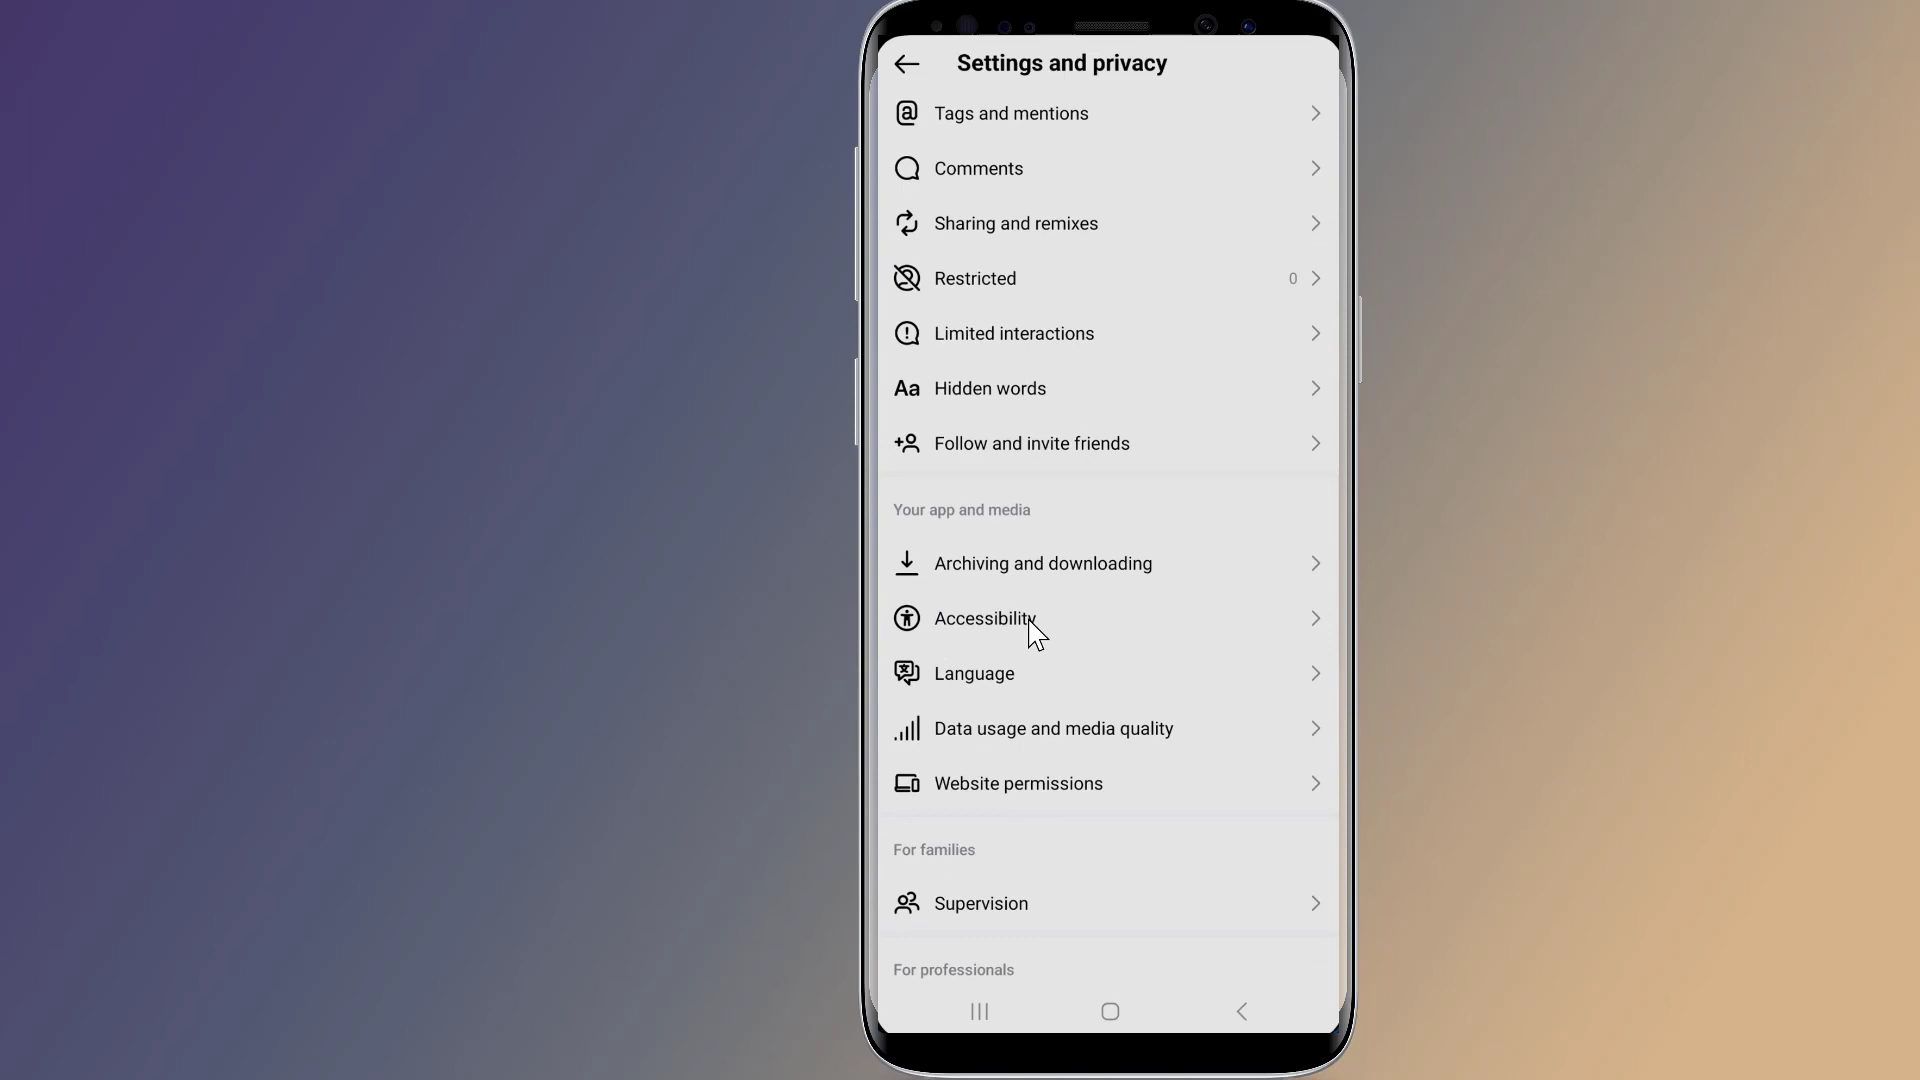 Settings and privacy
Tags and mentions
Comments
Sharing and remixes
Restricted 0
Limited interactions
Aa Hidden words
Follow and invite friends
Your app and media
Archiving and downloading
Accessibility
Language
Data usage and media quality
Website permissions
For families
Supervision
For professionals